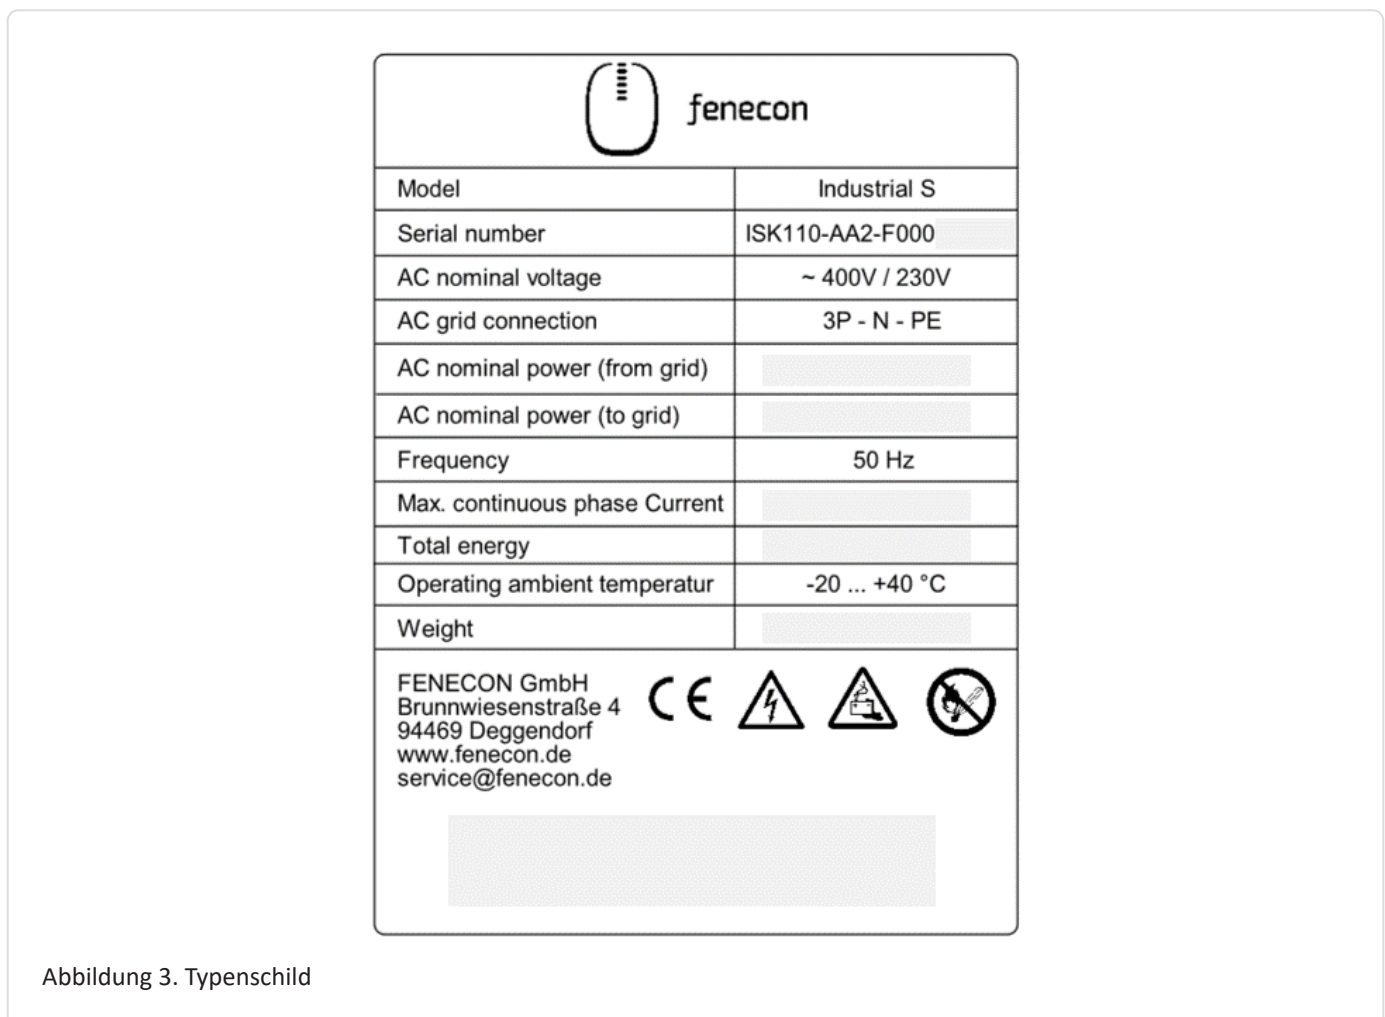 fenecon
Model Industrial S
Serial number ISK110-AA2-F000
AC nominal voltage ~ 400V / 230V
AC grid connection 3P - N - PE
AC nominal power (from grid)
AC nominal power (to grid)
Frequency 50 Hz
Max. continuous phase Current
Total energy
Operating ambient temperatur -20 ... +40 °C
Weight
FENECON GmbH
Brunnwiesenstraße 4
94469 Deggendorf
www.fenecon.de
service@fenecon.de
CE
Abbildung 3. Typenschild